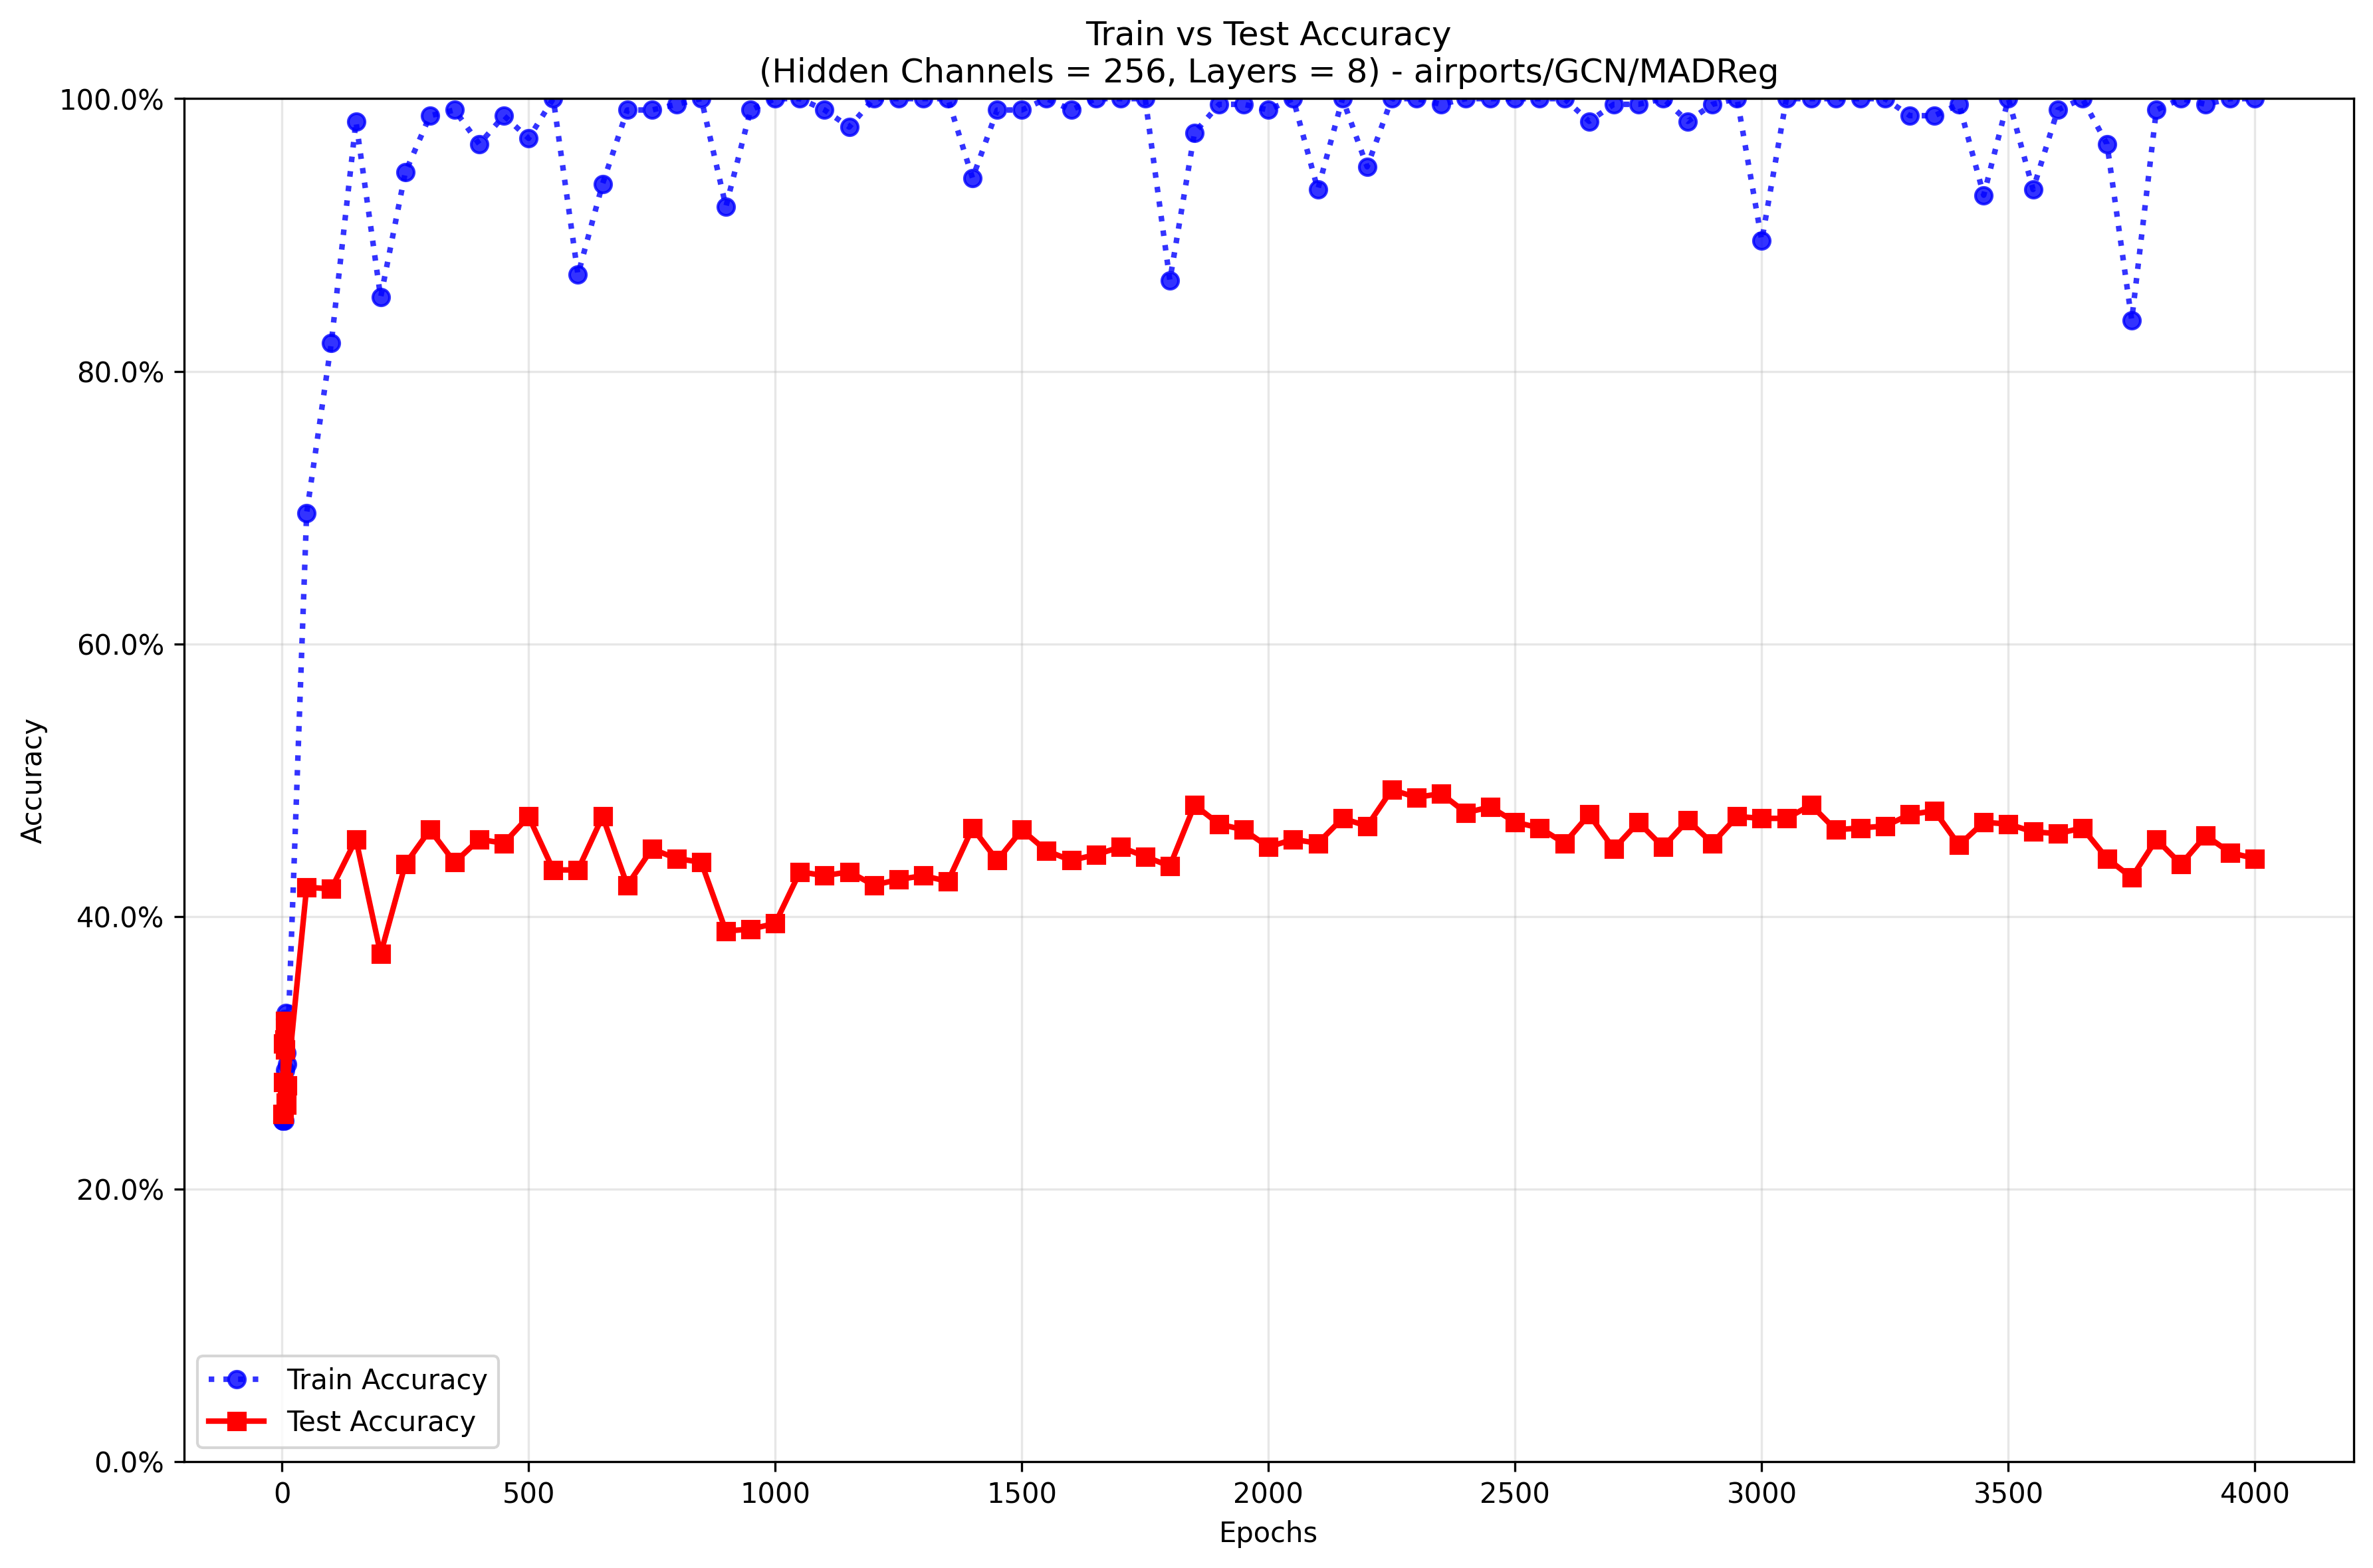 Train vs Test Accuracy
(Hidden Channels = 256, Layers = 8) - airports/GCN/MADReg
100.0%
80.0%
60.0%
40.0%
20.0%
0.0%
Accuracy
Train Accuracy
Test Accuracy
0 500 1000 1500 2000 2500 3000 3500 4000
Epochs